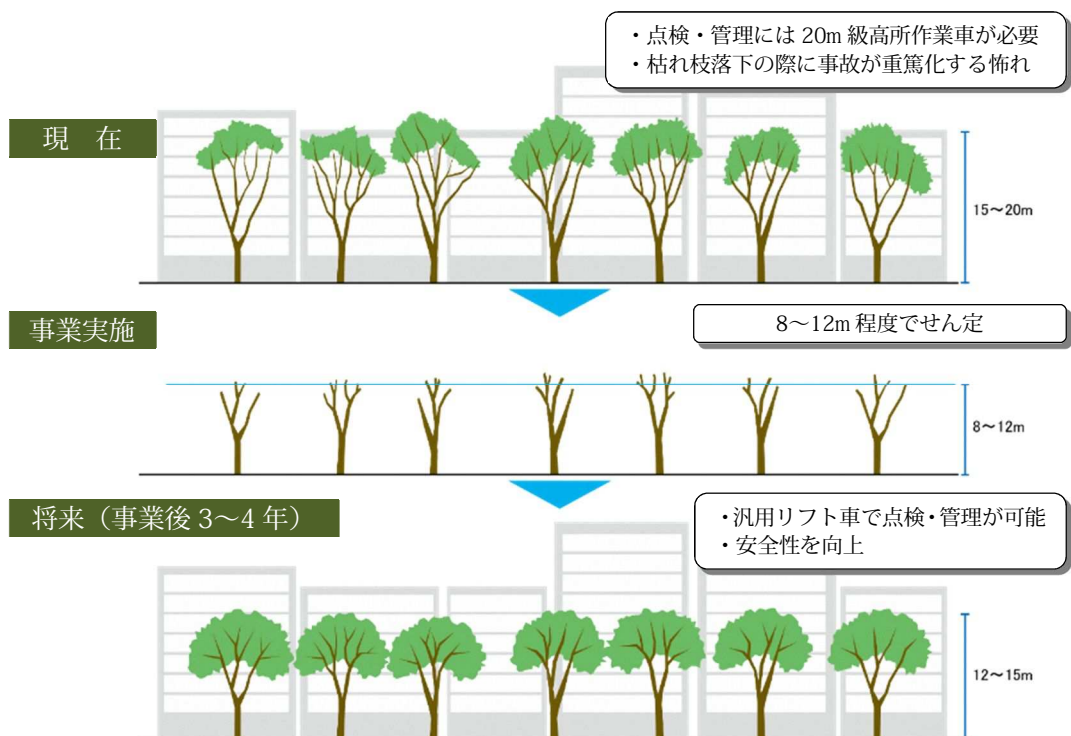 ・点検・管理には 20m 級高所作業車が必要
・枯れ枝落下の際に事故が重篤化する怖れ
現　在
15～20m
事業実施
8～12m 程度でせん定
8～12m
将来（事業後 3～4 年）
・汎用リフト車で点検・管理が可能
・安全性を向上
12～15m